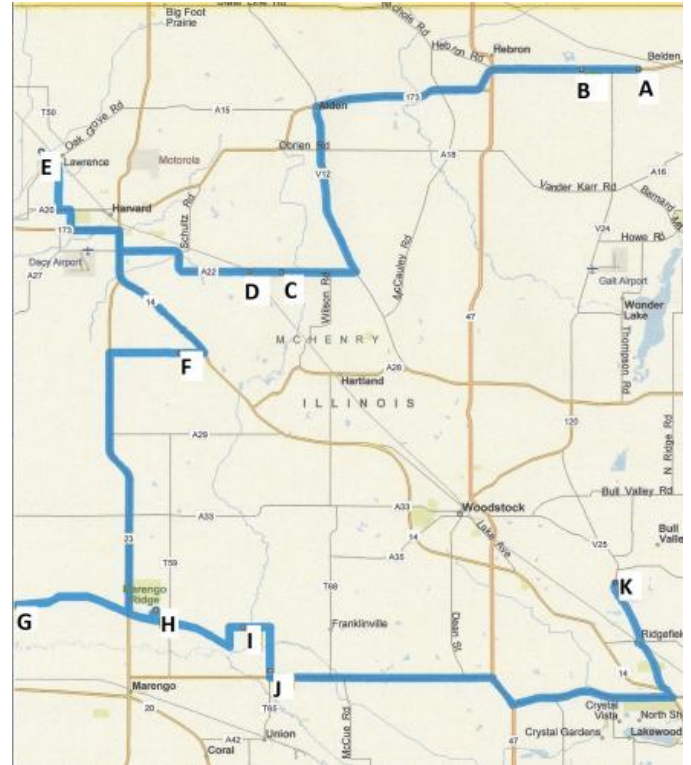 Big Foot
Prairie
Nichols Rd
Hebron Rd
Hebron
Belden
B
A
T50
Oak Grove Rd
A15
Alden
173
E
Lawrence
Motorola
Obrien Rd
A18
A16
V12
Vander Karr Rd
A20
Harvard
Schultz Rd
V24
173
Howe Rd
Dacy Airport
A27
A22
D
C
Wilson Rd
McCauley Rd
Galt Airport
14
47
Wonder
Lake
Thompson Rd
MCHENRY
F
Hartland
A26
ILLINOIS
120
N Ridge Rd
A29
Bull Valley Rd
A33
A33
Woodstock
Bull
Valley
23
T59
14
Lake Ave
A35
V25
T68
K
Marengo
Ridge
G
H
I
Franklinville
Dean St
Ridgefield
J
14
Marengo
20
T65
McCue Rd
Crystal
Vista
North Sh
Union
A42
Coral
47
Crystal Gardens
Lakewood